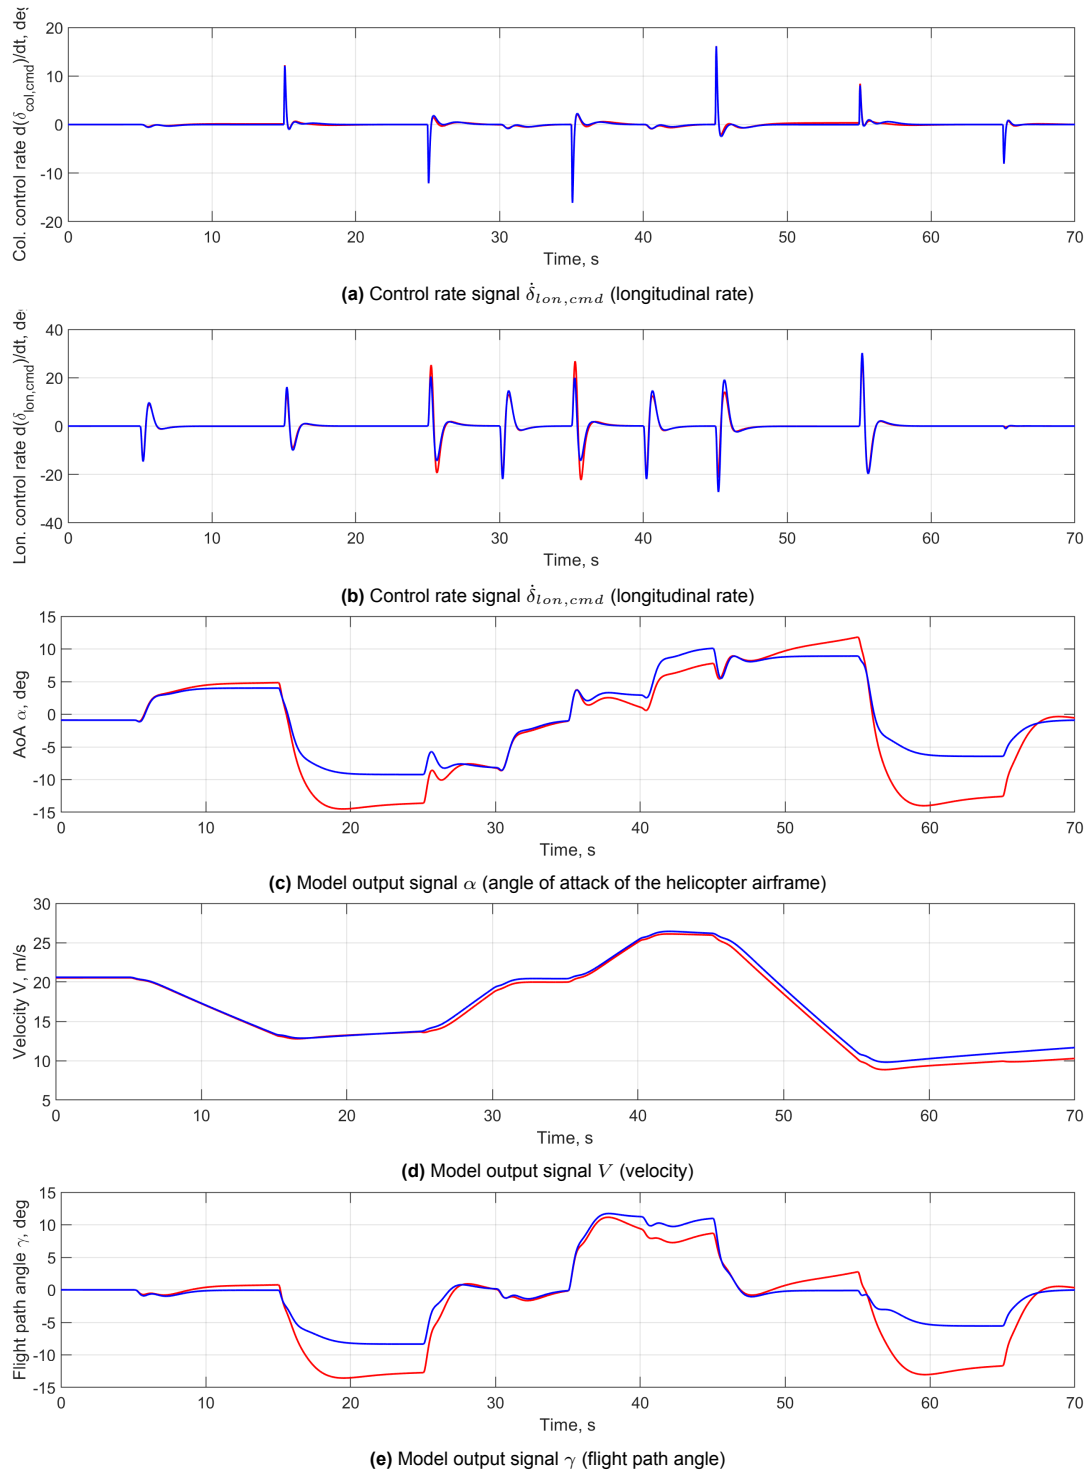 Col. control rate d(δcol,cmd)/dt, deg
20
10
0
-10
-20
0 10 20 30 40 50 60 70
Time, s
(a) Control rate signal δ̇lon,cmd (longitudinal rate)
Lon. control rate d(δlon,cmd)/dt, de
40
20
0
-20
-40
0 10 20 30 40 50 60 70
Time, s
(b) Control rate signal δ̇lon,cmd (longitudinal rate)
AoA α, deg
15
10
5
0
-5
-10
-15
0 10 20 30 40 50 60 70
Time, s
(c) Model output signal α (angle of attack of the helicopter airframe)
Velocity V, m/s
30
25
20
15
10
5
0 10 20 30 40 50 60 70
Time, s
(d) Model output signal V (velocity)
Flight path angle γ, deg
15
10
5
0
-5
-10
-15
0 10 20 30 40 50 60 70
Time, s
(e) Model output signal γ (flight path angle)